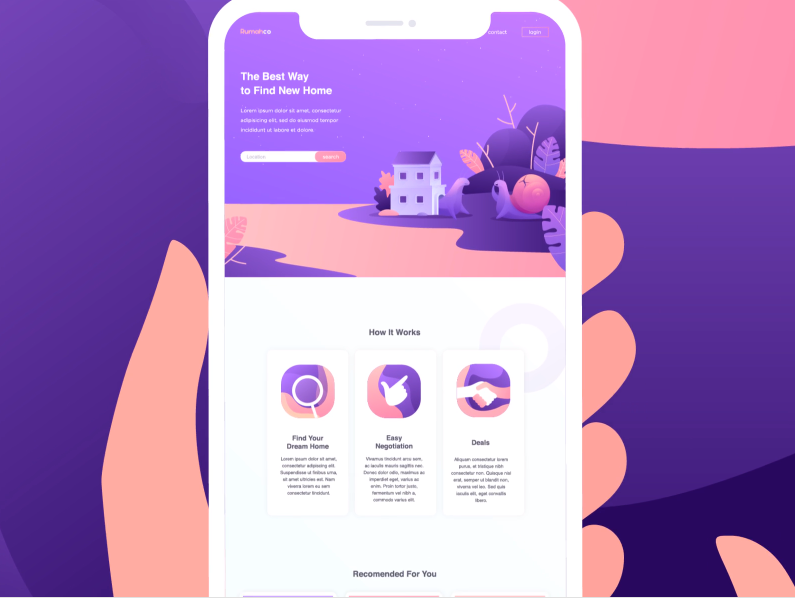 Rumahco
contact
login
The Best Way
to Find New Home
Lorem ipsum dolor sit amet, consectetur
adipiscing elit, sed do eiusmod tempor
incididunt ut labore et dolore
Location
search
How It Works
Find Your
Dream Home
Lorem ipsum dolor sit amet,
consectetur adipiscing elit.
Suspendisse ut finibus urna,
sit amet ultricies est. Nam
viverra lorem eu sem
consectetur tincidunt.
Easy
Negotiation
Vivamus tincidunt arcu sem,
ac iaculis mauris sagittis nec.
Donec dolor odio, maximus ac
imperdiet eget, varius ac
enim. Proin tortor justo,
fermentum vel nibh a,
commodo varius elit.
Deals
Aliquam consectetur lorem
purus, et tristique nibh
consectetur non. Quisque nisl
erat, semper ut blandit non,
viverra vel leo. Sed quis
iaculis elit, eget convallis
libero.
Recomended For You